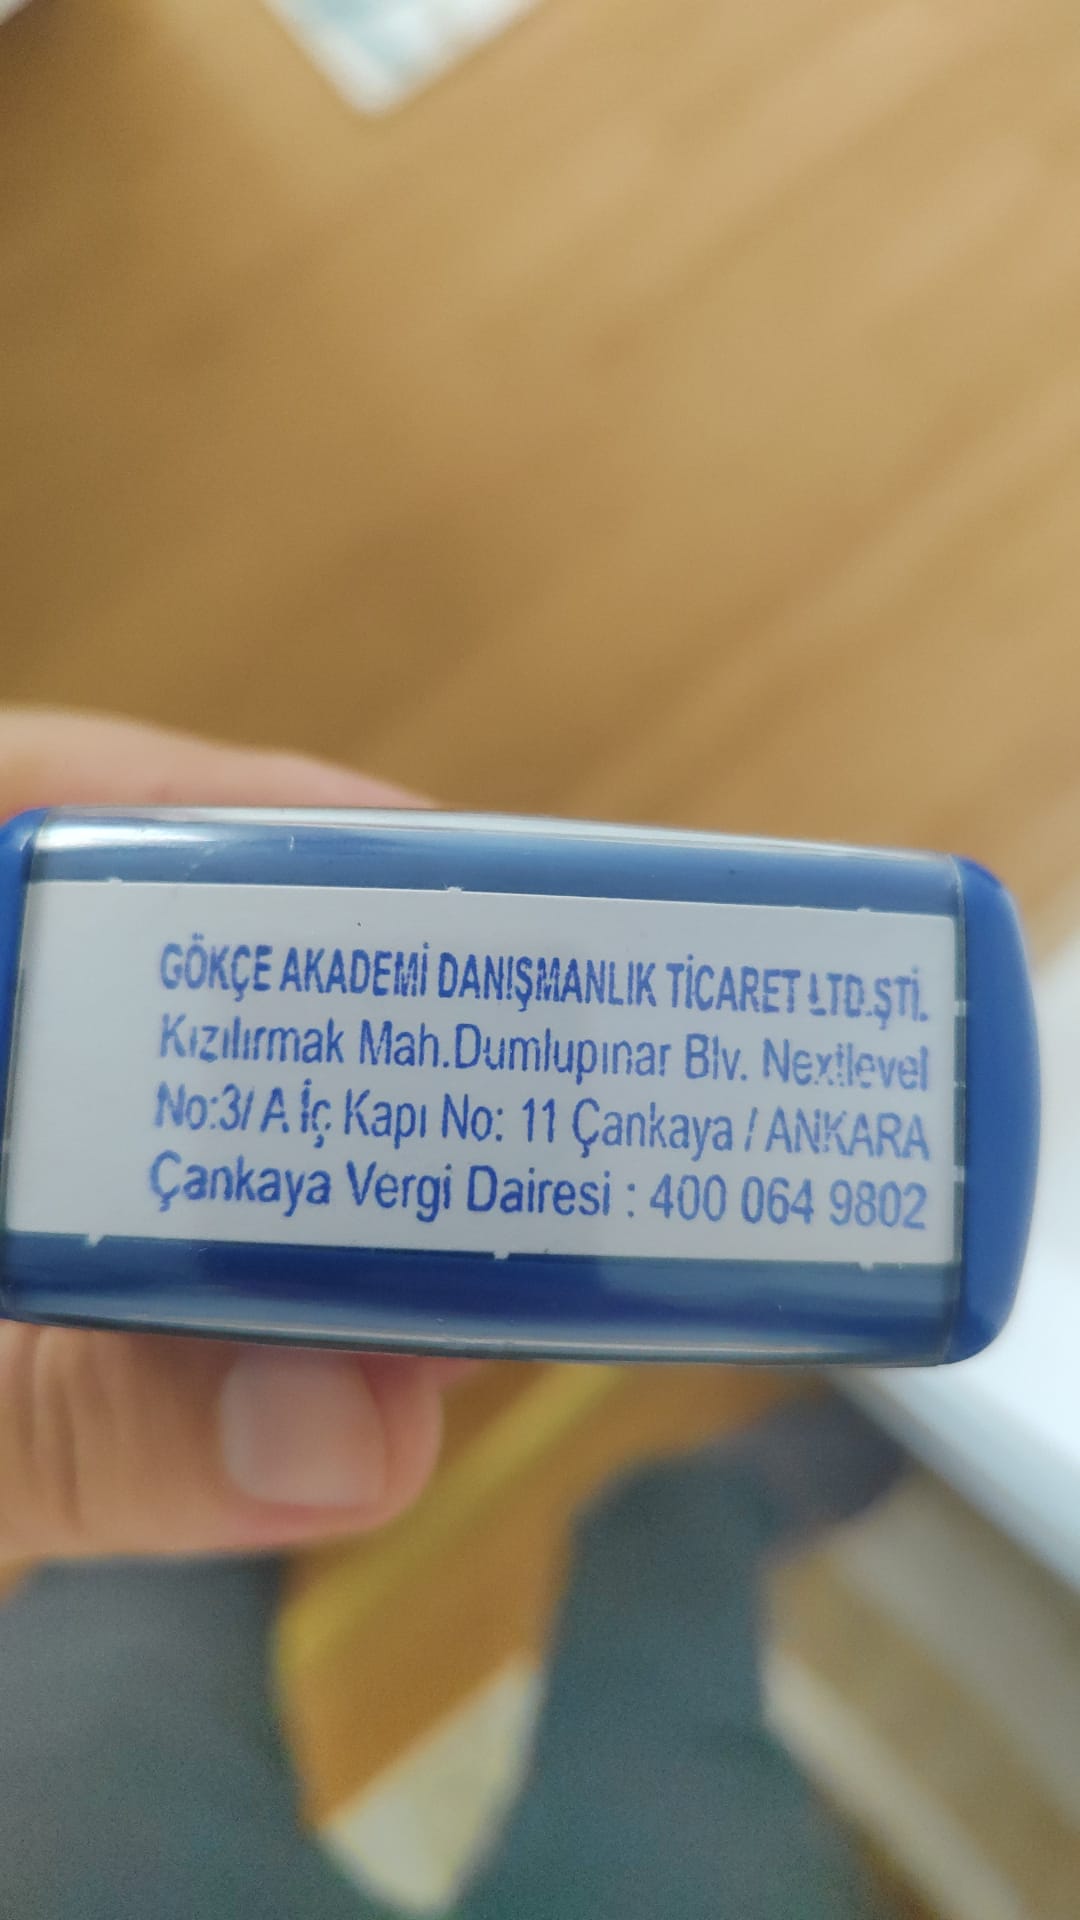 GÖKÇE AKADEMİ DANIŞMANLIK TİCARET LTD.ŞTİ.
Kızılırmak Mah.Dumlupınar Blv. Nextlevel
No:3/ A İç Kapı No: 11 Çankaya / ANKARA
Çankaya Vergi Dairesi : 400 064 9802